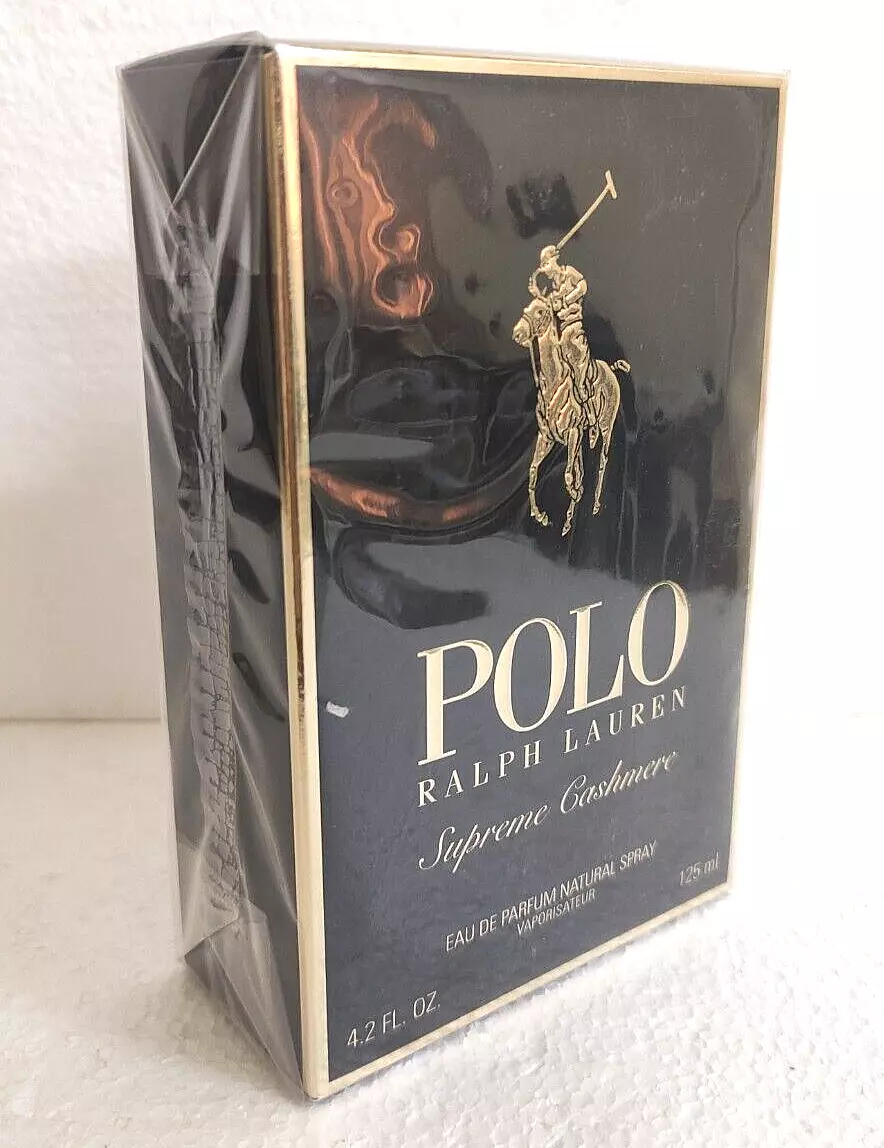 POLO
RALPH LAUREN
Supreme Cashmere
EAU DE PARFUM NATURAL SPRAY
VAPORISATEUR
125 ml
4.2 FL. OZ.